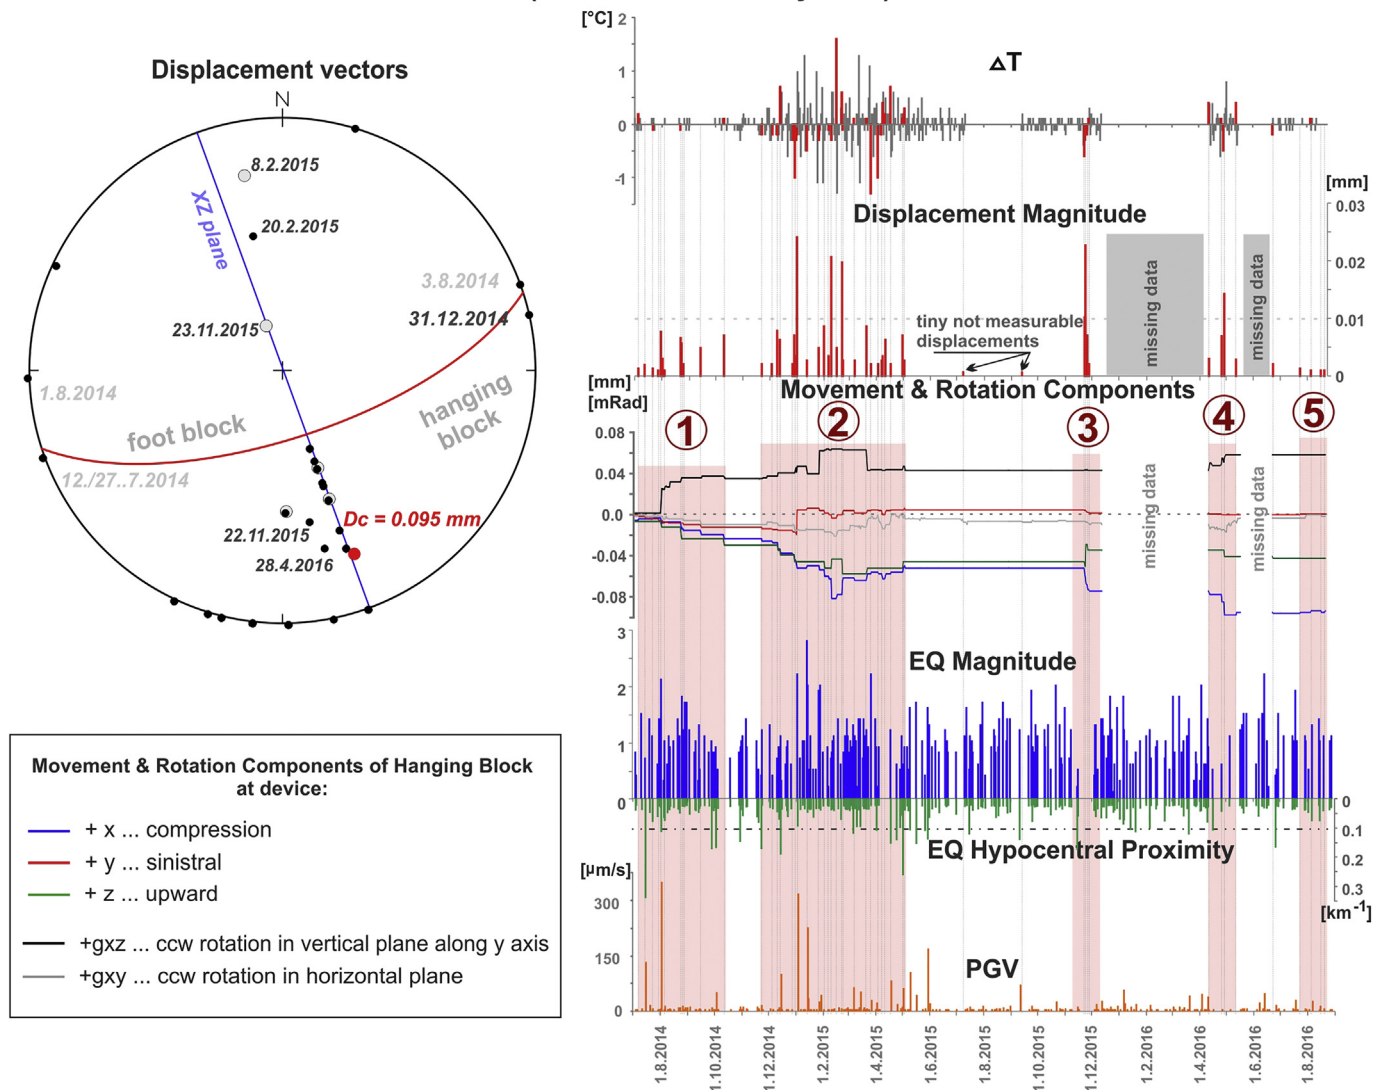 Displacement vectors
N
8.2.2015
20.2.2015
XZ plane
3.8.2014
31.12.2014
23.11.2015
1.8.2014
foot block
hanging
block
12./27..7.2014
Dc = 0.095 mm
22.11.2015
28.4.2016
Movement & Rotation Components of Hanging Block
at device:
+ x ... compression
+ y ... sinistral
+ z ... upward
+gxz ... ccw rotation in vertical plane along y axis
+gxy ... ccw rotation in horizontal plane
[°C]
2
1
0
-1
ΔT
[mm]
0.03
0.02
0.01
0
Displacement Magnitude
missing data
missing data
tiny not measurable
displacements
[mm]
[mRad]
Movement & Rotation Components
1
2
3
4
5
0.08
0.04
0.0
-0.04
-0.08
missing data
missing data
3
2
1
0
EQ Magnitude
0
0.1
0.2
0.3
[km-1]
EQ Hypocentral Proximity
[µm/s]
300
150
0
PGV
1.8.2014
1.10.2014
1.12.2014
1.2.2015
1.4.2015
1.6.2015
1.8.2015
1.10.2015
1.12.2015
1.2.2016
1.4.2016
1.6.2016
1.8.2016